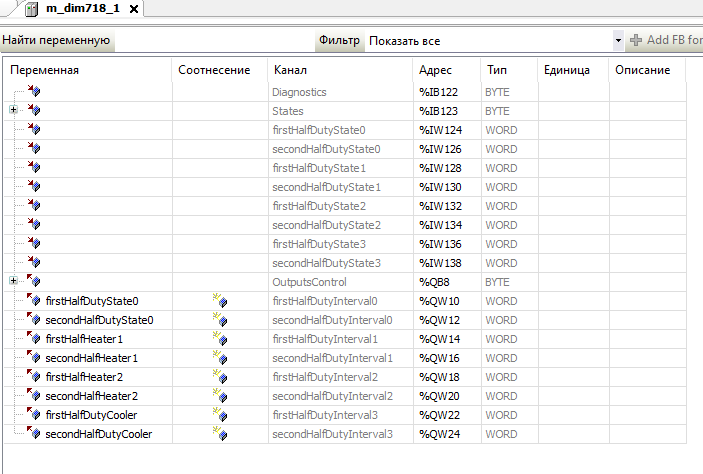 m_dim718_1
Найти переменную Фильтр Показать все Add FB for
Переменная Соотнесение Канал Адрес Тип Единица Описание
Diagnostics %IB122 BYTE
States %IB123 BYTE
firstHalfDutyState0 %IW124 WORD
secondHalfDutyState0 %IW126 WORD
firstHalfDutyState1 %IW128 WORD
secondHalfDutyState1 %IW130 WORD
firstHalfDutyState2 %IW132 WORD
secondHalfDutyState2 %IW134 WORD
firstHalfDutyState3 %IW136 WORD
secondHalfDutyState3 %IW138 WORD
OutputsControl %QB8 BYTE
firstHalfDutyState0 firstHalfDutyInterval0 %QW10 WORD
secondHalfDutyState0 secondHalfDutyInterval0 %QW12 WORD
firstHalfHeater1 firstHalfDutyInterval1 %QW14 WORD
secondHalfHeater1 secondHalfDutyInterval1 %QW16 WORD
firstHalfHeater2 firstHalfDutyInterval2 %QW18 WORD
secondHalfHeater2 secondHalfDutyInterval2 %QW20 WORD
firstHalfDutyCooler firstHalfDutyInterval3 %QW22 WORD
secondHalfDutyCooler secondHalfDutyInterval3 %QW24 WORD